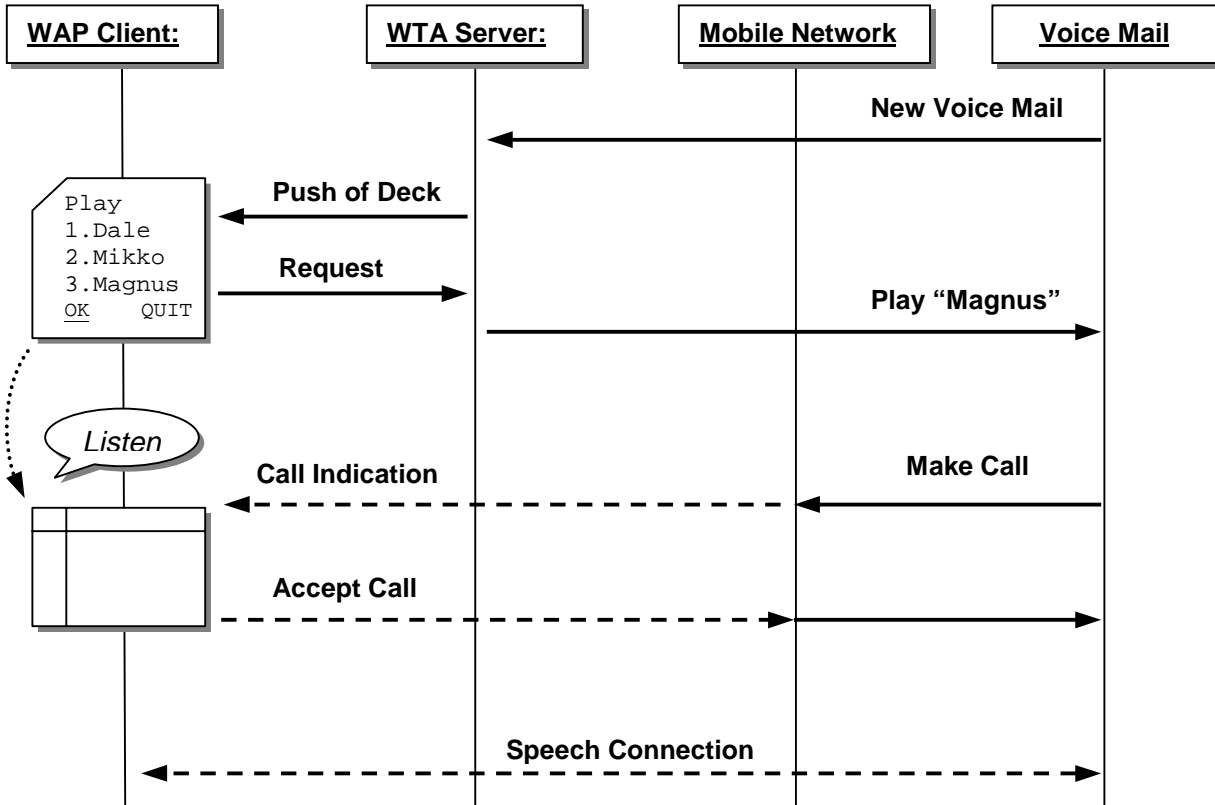 WAP Client:
WTA Server:
Mobile Network
Voice Mail
New Voice Mail
Push of Deck
Play
1.Dale
2.Mikko
3.Magnus
OK QUIT
Request
Play “Magnus”
Listen
Call Indication
Make Call
Accept Call
Speech Connection